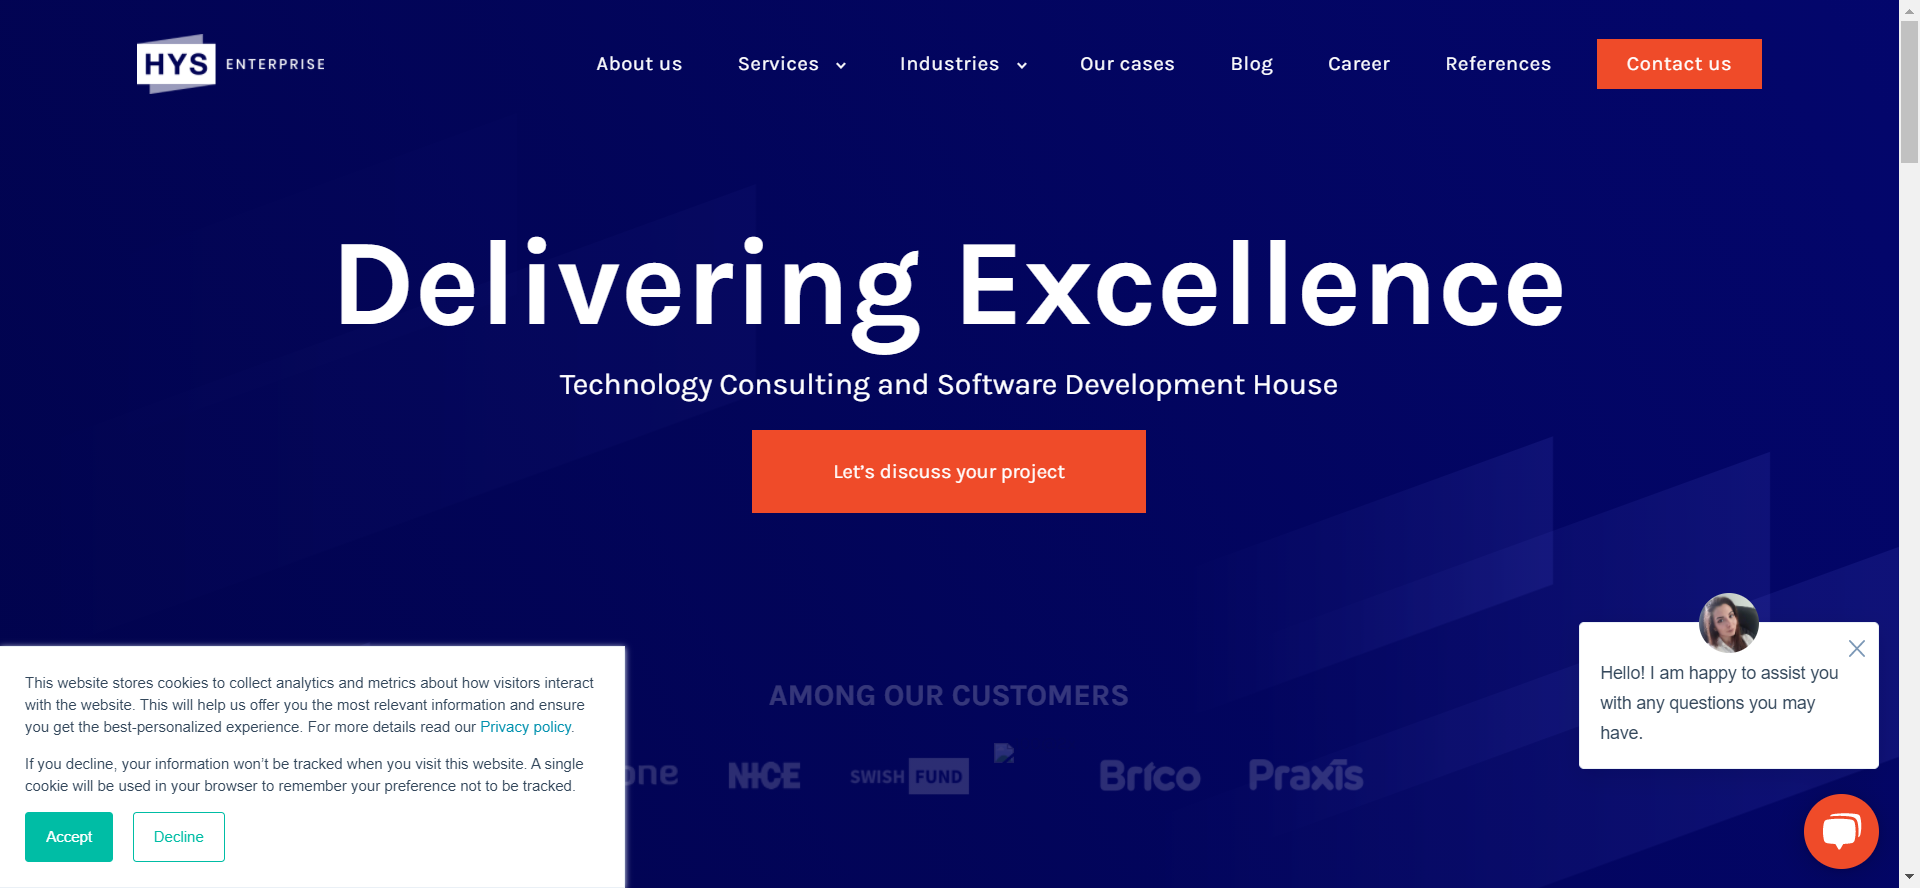 HYS ENTERPRISE
About us
Services
Industries
Our cases
Blog
Career
References
Contact us
Delivering Excellence
Technology Consulting and Software Development House
Let's discuss your project
AMONG OUR CUSTOMERS
NICE
SWISH FUND
Brico
Praxis
This website stores cookies to collect analytics and metrics about how visitors interact
with the website. This will help us offer you the most relevant information and ensure
you get the best-personalized experience. For more details read our Privacy policy.
If you decline, your information won't be tracked when you visit this website. A single
cookie will be used in your browser to remember your preference not to be tracked.
Accept
Decline
Hello! I am happy to assist you
with any questions you may
have.